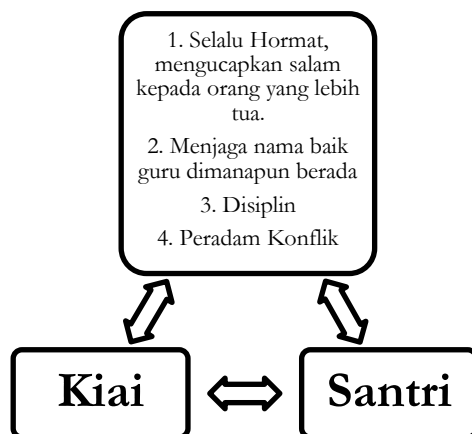 1. Selalu Hormat,
mengucapkan salam
kepada orang yang lebih
tua.
2. Menjaga nama baik
guru dimanapun berada
3. Disiplin
4. Peradam Konflik
Kiai
Santri